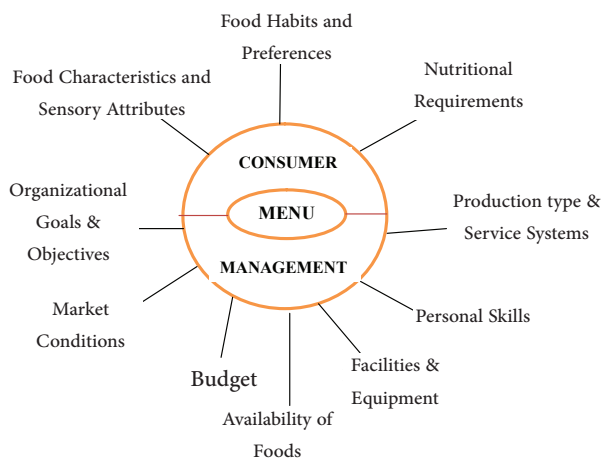 Food Habits and
Preferences
Nutritional
Requirements
Food Characteristics and
Sensory Attributes
CONSUMER
MENU
MANAGEMENT
Organizational
Goals &
Objectives
Production type &
Service Systems
Market
Conditions
Personal Skills
Budget
Facilities &
Equipment
Availability of
Foods